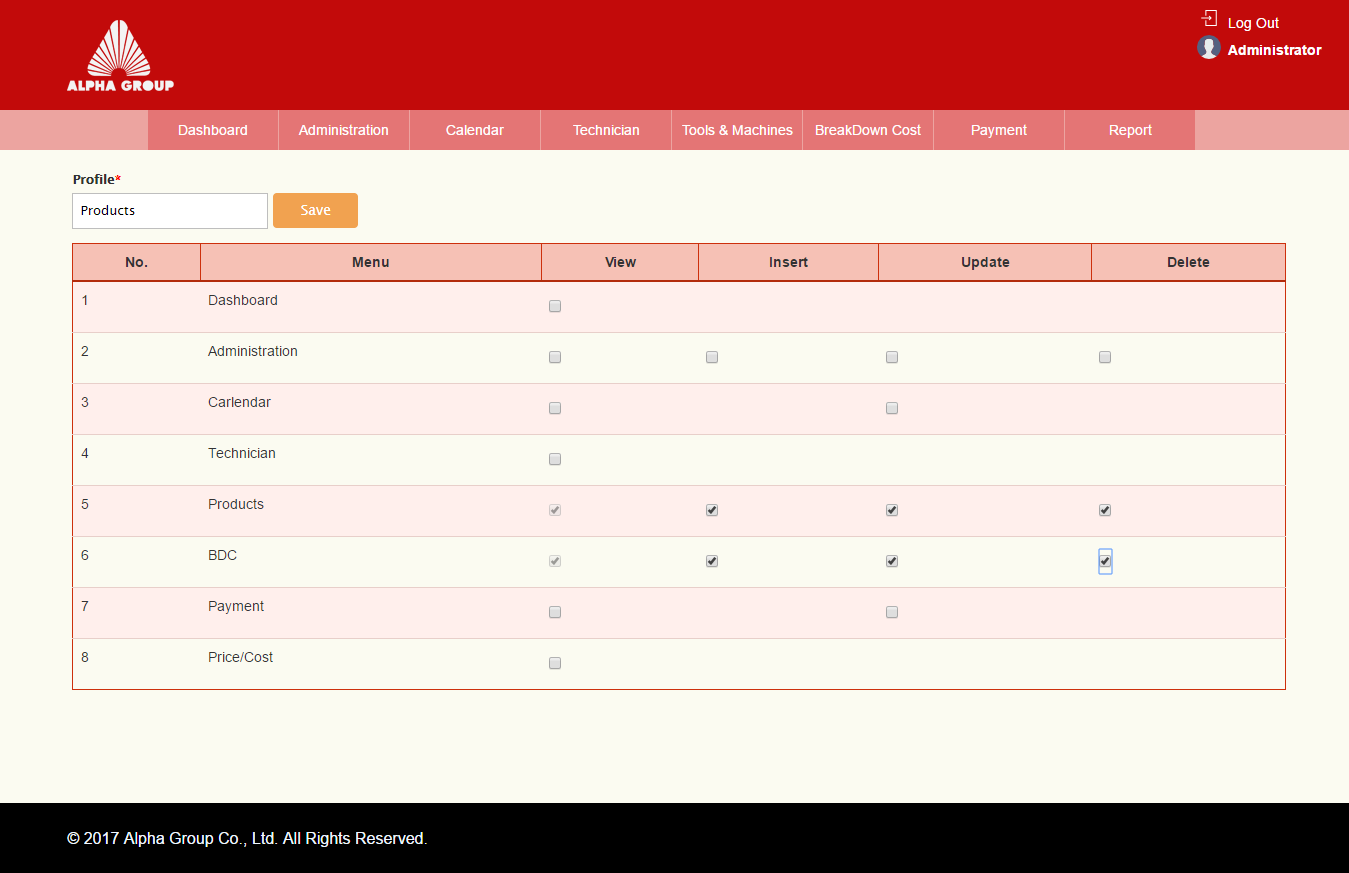 Log Out
Administrator
ALPHA GROUP
Dashboard Administration Calendar Technician Tools & Machines BreakDown Cost Payment Report
Profile*
Products Save
No. Menu View Insert Update Delete
1 Dashboard
2 Administration
3 Carlendar
4 Technician
5 Products
6 BDC
7 Payment
8 Price/Cost
© 2017 Alpha Group Co., Ltd. All Rights Reserved.